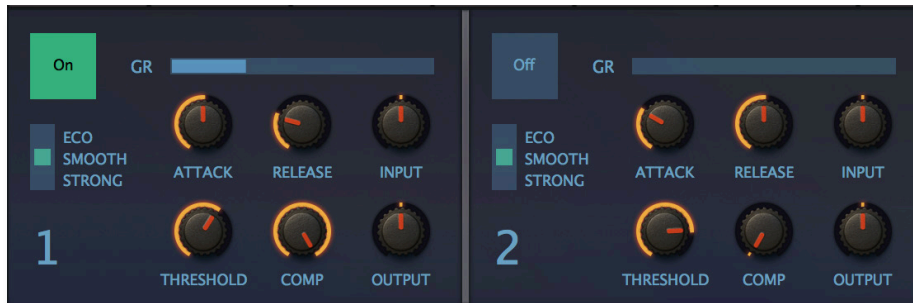 On
GR
ECO
SMOOTH
STRONG
ATTACK
RELEASE
INPUT
1
THRESHOLD
COMP
OUTPUT
Off
GR
ECO
SMOOTH
STRONG
ATTACK
RELEASE
INPUT
2
THRESHOLD
COMP
OUTPUT